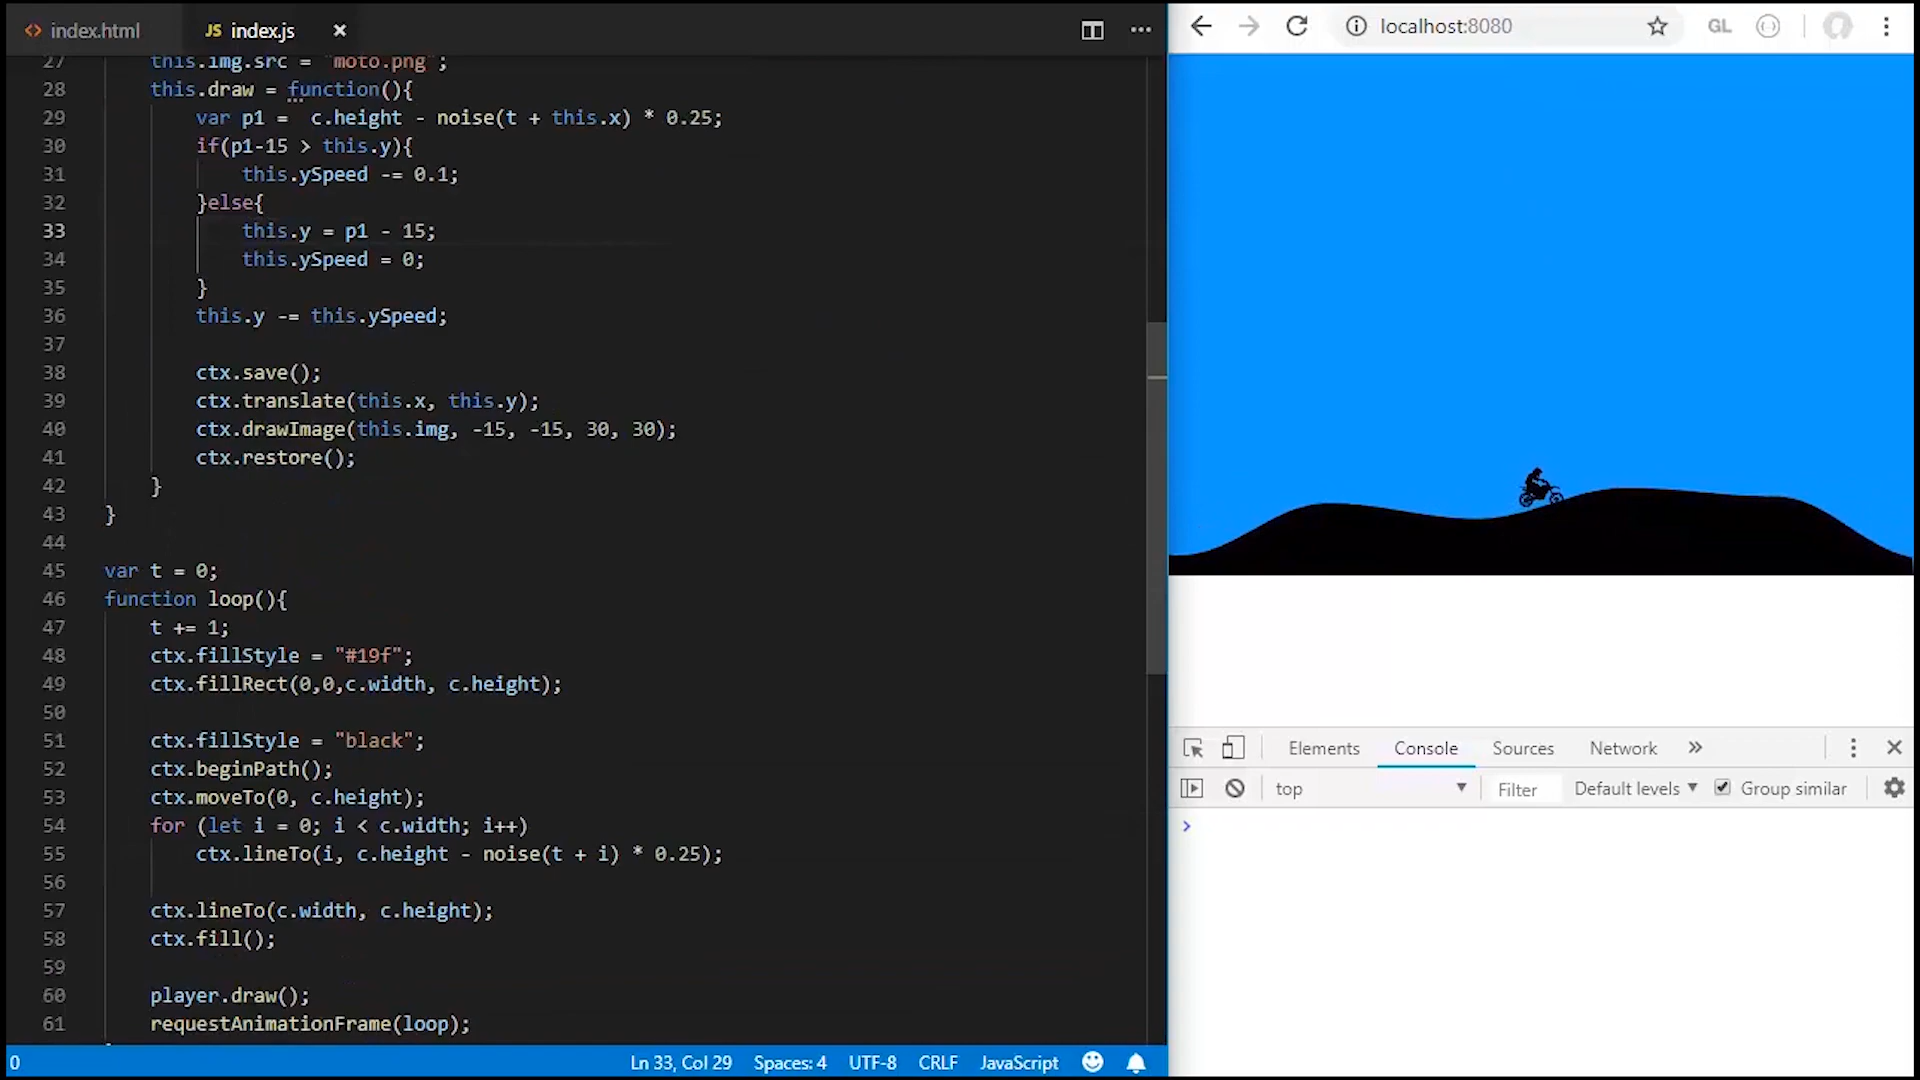 index.html
JS index.js
27 this.img.src = "moto.png";
28 this.draw = function(){
29 var p1 =  c.height - noise(t + this.x) * 0.25;
30 if(p1-15 > this.y){
31 this.ySpeed -= 0.1;
32 }else{
33 this.y = p1 - 15;
34 this.ySpeed = 0;
35 }
36 this.y -= this.ySpeed;
37
38 ctx.save();
39 ctx.translate(this.x, this.y);
40 ctx.drawImage(this.img, -15, -15, 30, 30);
41 ctx.restore();
42 }
43 }
44
45 var t = 0;
46 function loop(){
47 t += 1;
48 ctx.fillStyle = "#19f";
49 ctx.fillRect(0,0,c.width, c.height);
50
51 ctx.fillStyle = "black";
52 ctx.beginPath();
53 ctx.moveTo(0, c.height);
54 for (let i = 0; i < c.width; i++)
55 ctx.lineTo(i, c.height - noise(t + i) * 0.25);
56
57 ctx.lineTo(c.width, c.height);
58 ctx.fill();
59
60 player.draw();
61 requestAnimationFrame(loop);
0 Ln 33, Col 29 Spaces: 4 UTF-8 CRLF JavaScript
localhost:8080 GL
Elements Console Sources Network »
top Filter Default levels Group similar